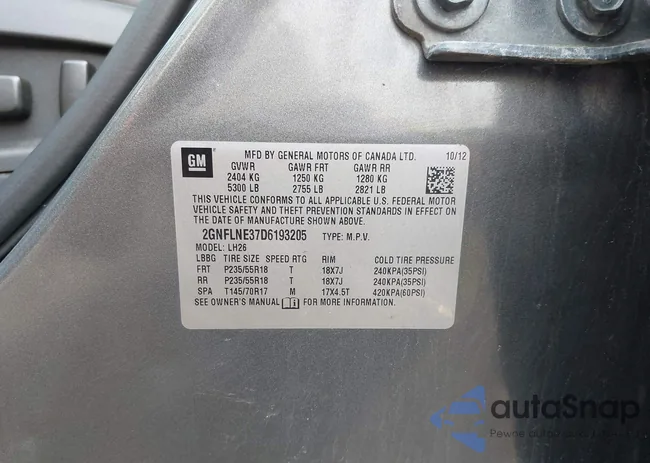 GM
MFD BY GENERAL MOTORS OF CANADA LTD. 10/12
GVWR GAWR FRT GAWR RR
2404 KG 1250 KG 1280 KG
5300 LB 2755 LB 2821 LB
THIS VEHICLE CONFORMS TO ALL APPLICABLE U.S. FEDERAL MOTOR
VEHICLE SAFETY AND THEFT PREVENTION STANDARDS IN EFFECT ON
THE DATE OF MANUFACTURE SHOWN ABOVE.
2GNFLNE37D6193205 TYPE: M.P.V.
MODEL: LH26
LBBG TIRE SIZE SPEED RTG RIM COLD TIRE PRESSURE
FRT P235/55R18 T 18X7J 240KPA(35PSI)
RR P235/55R18 T 18X7J 240KPA(35PSI)
SPA T145/70R17 M 17X4.5T 420KPA(60PSI)
SEE OWNER'S MANUAL FOR MORE INFORMATION.
autoSnap
Pewne auto